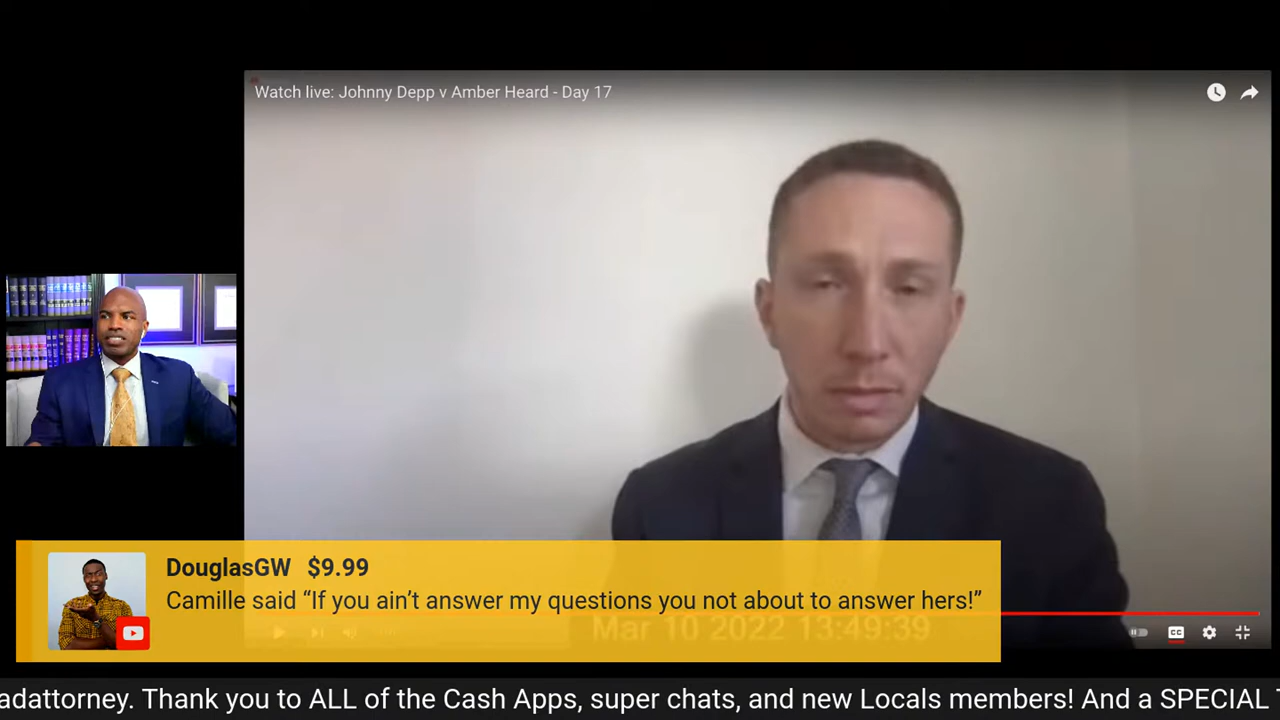 Watch live: Johnny Depp v Amber Heard - Day 17
DouglasGW $9.99
Camille said “If you ain’t answer my questions you not about to answer hers!”
Mar 10 2022 13:49:39
CC
adattorney. Thank you to ALL of the Cash Apps, super chats, and new Locals members! And a SPECIAL